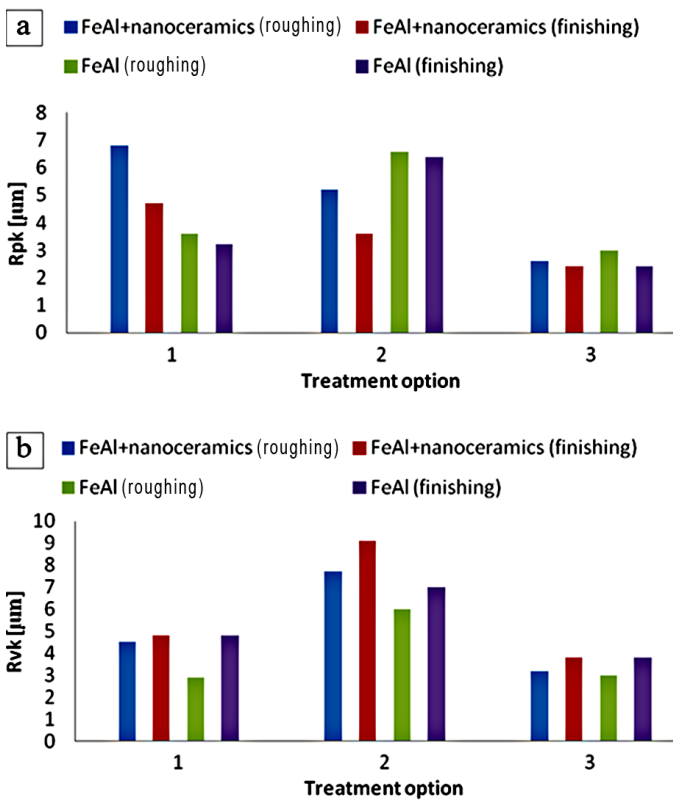 a
FeAl+nanoceramics (roughing) FeAl+nanoceramics (finishing)
FeAl (roughing) FeAl (finishing)
8
7
6
5
4
3
2
1
0
Rpk [µm]
1 2 3
Treatment option
b
FeAl+nanoceramics (roughing) FeAl+nanoceramics (finishing)
FeAl (roughing) FeAl (finishing)
10
9
8
7
6
5
4
3
2
1
0
Rvk [µm]
1 2 3
Treatment option